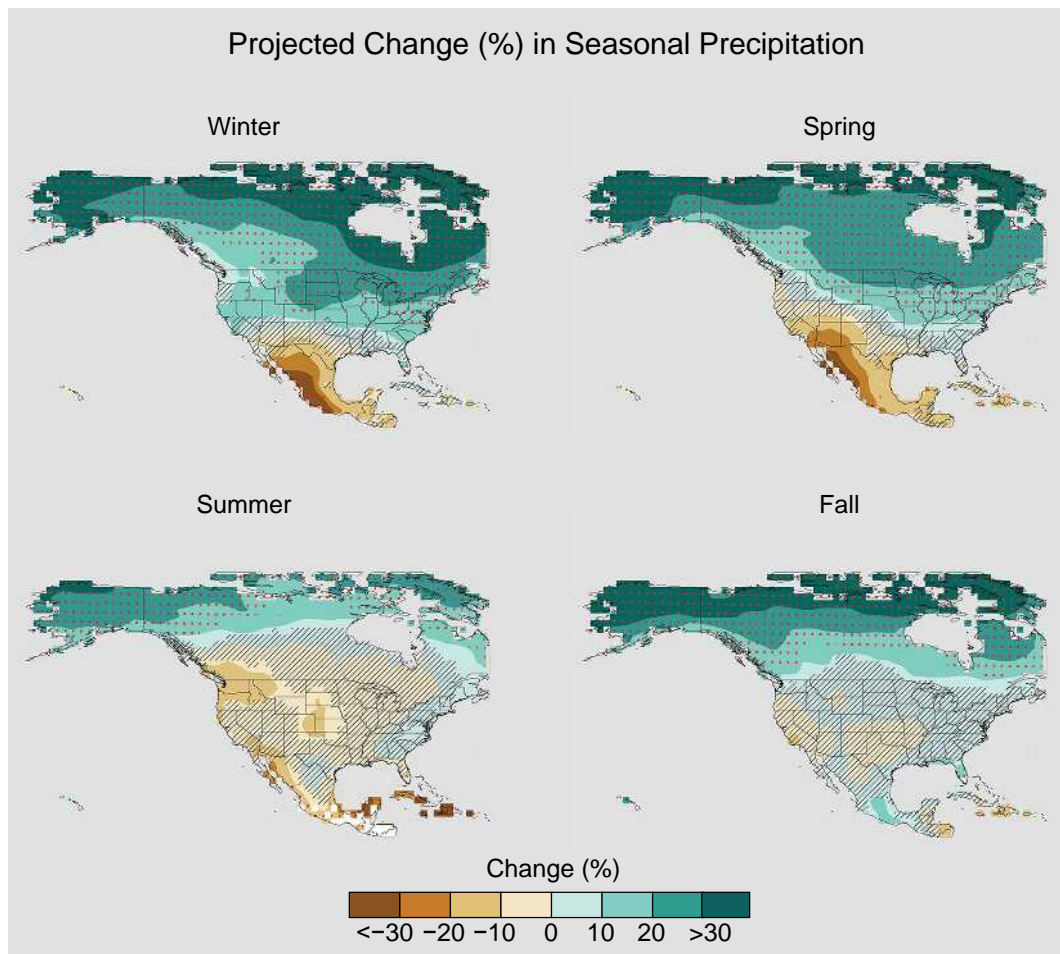 Projected Change (%) in Seasonal Precipitation
Winter
Spring
Summer
Fall
Change (%)
<−30 −20 −10 0 10 20 >30